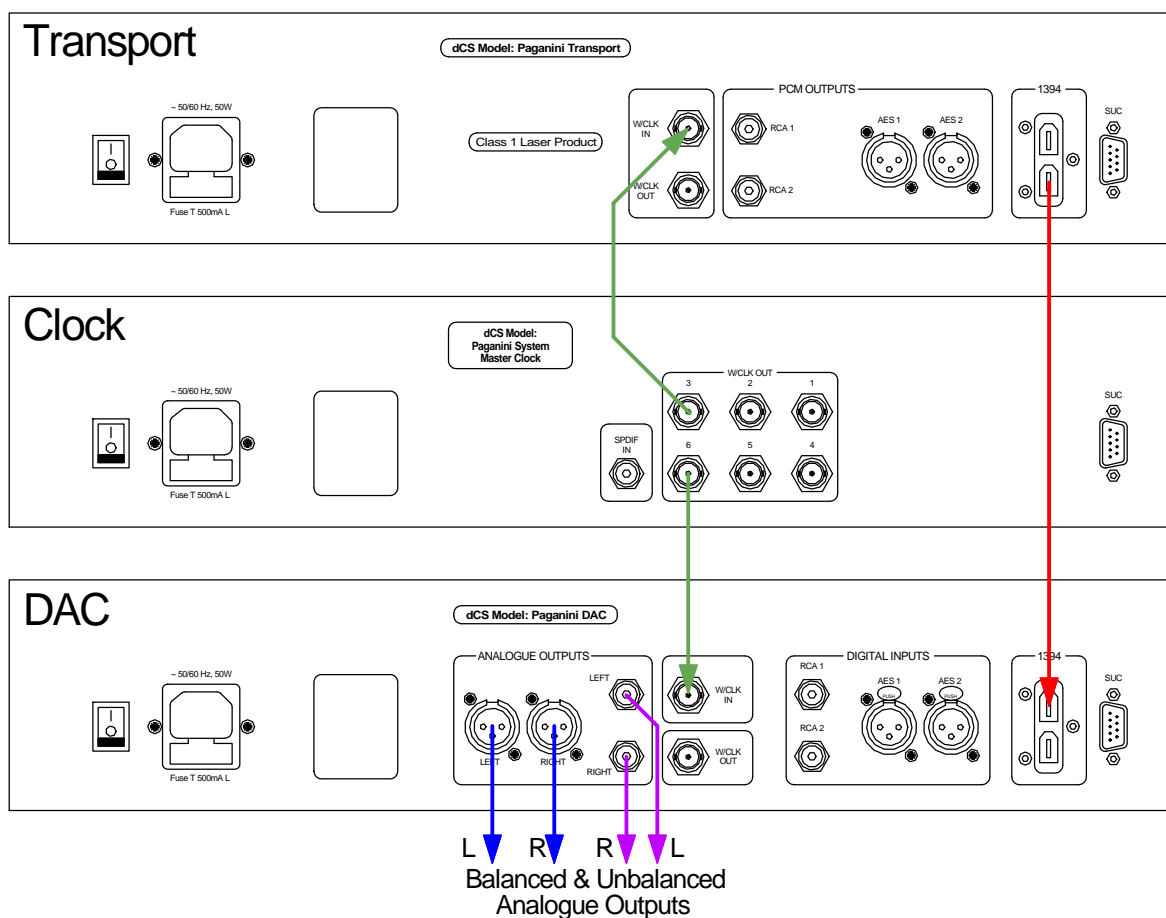 Transport
dCS Model: Paganini Transport
~ 50/60 Hz, 50W
Fuse T 500mA L
Class 1 Laser Product
W/CLK
IN
W/CLK
OUT
PCM OUTPUTS
RCA 1
RCA 2
AES 1
AES 2
1394
SUC
Clock
dCS Model:
Paganini System
Master Clock
~ 50/60 Hz, 50W
Fuse T 500mA L
SPDIF
IN
W/CLK OUT
3
2
1
6
5
4
SUC
DAC
dCS Model: Paganini DAC
~ 50/60 Hz, 50W
Fuse T 500mA L
ANALOGUE OUTPUTS
LEFT
RIGHT
LEFT
RIGHT
W/CLK
IN
W/CLK
OUT
DIGITAL INPUTS
RCA 1
RCA 2
AES 1
PUSH
AES 2
PUSH
1394
SUC
L
R
R
L
Balanced & Unbalanced
Analogue Outputs